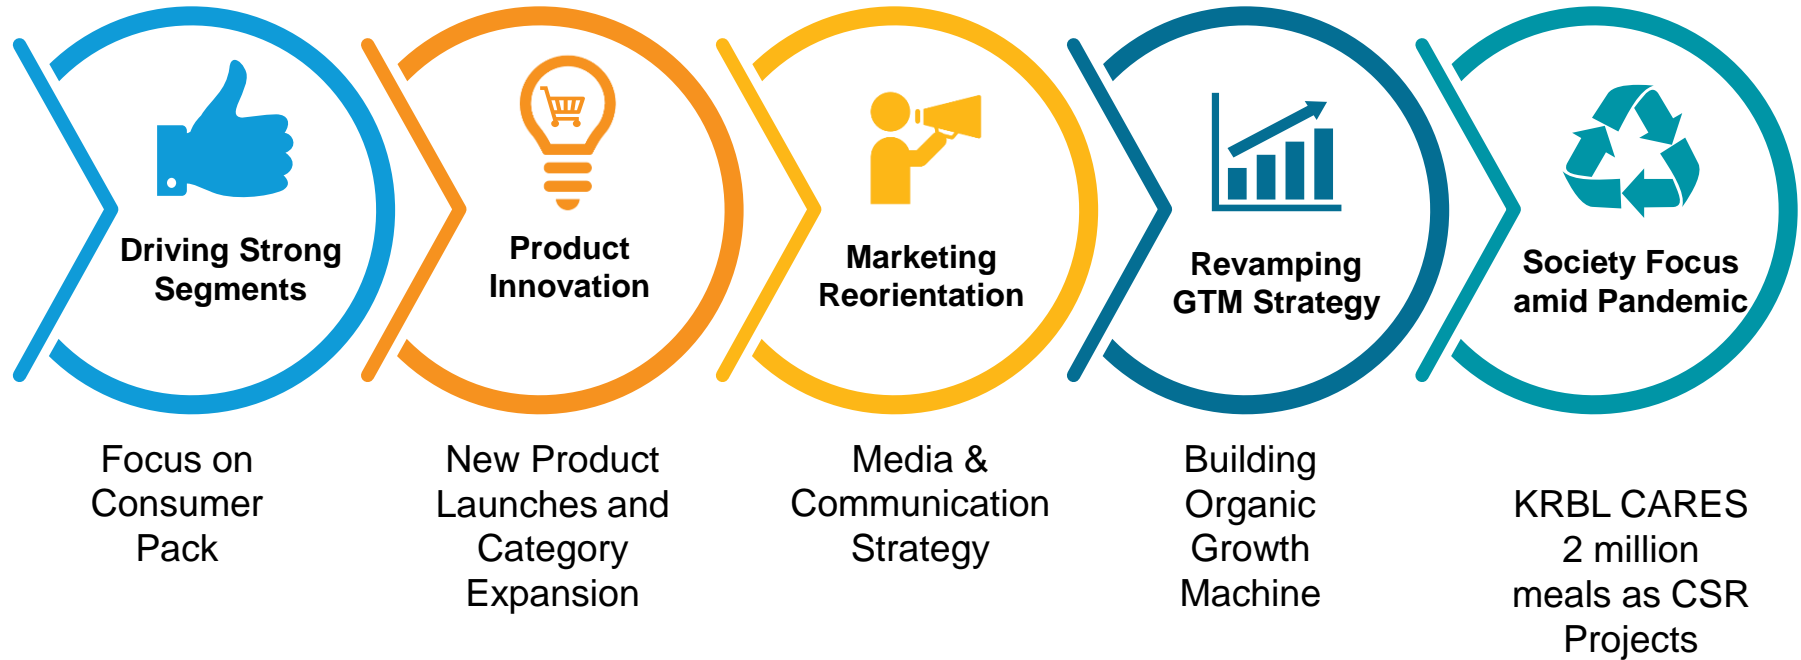 Driving Strong
Segments
Product
Innovation
Marketing
Reorientation
Revamping
GTM Strategy
Society Focus
amid Pandemic
Focus on
Consumer
Pack
New Product
Launches and
Category
Expansion
Media &
Communication
Strategy
Building
Organic
Growth
Machine
KRBL CARES
2 million
meals as CSR
Projects